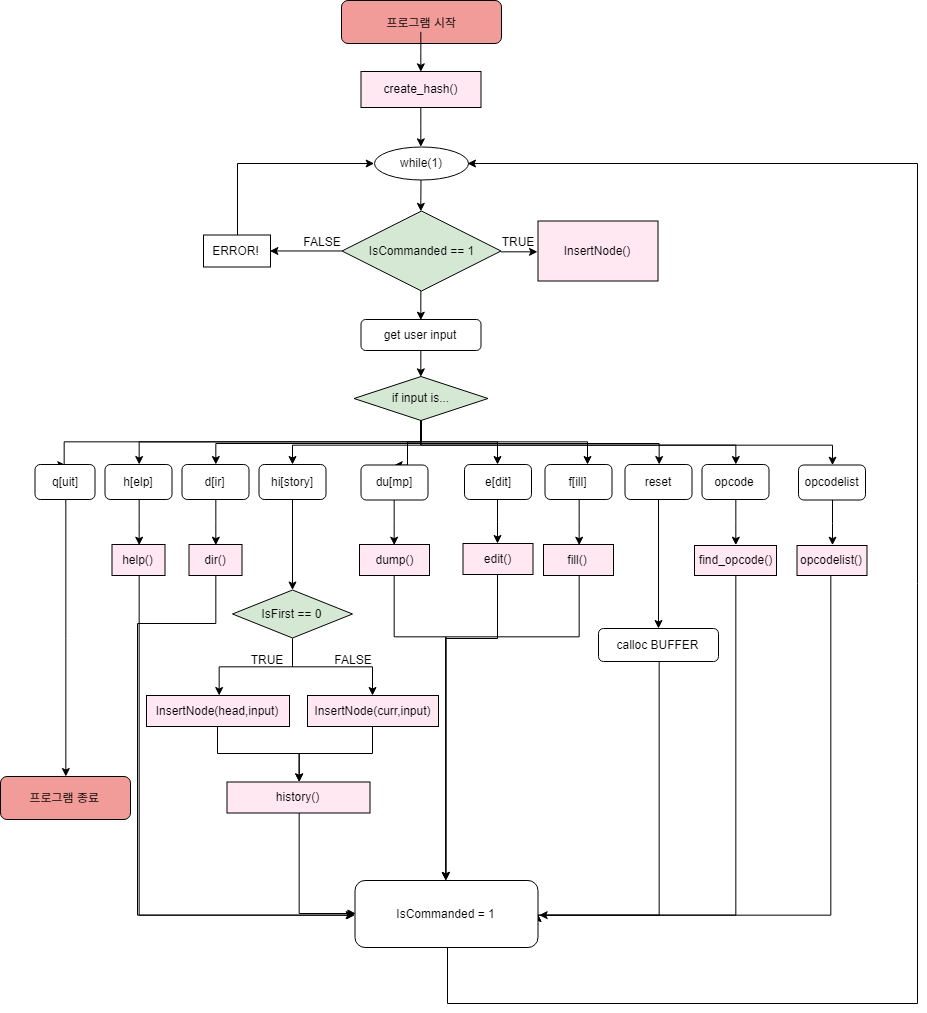 프로그램 시작
create_hash()
while(1)
ERROR!
FALSE
IsCommanded == 1
TRUE
InsertNode()
get user input
if input is...
q[uit]
h[elp]
d[ir]
hi[story]
du[mp]
e[dit]
f[ill]
reset
opcode
opcodelist
help()
dir()
dump()
edit()
fill()
find_opcode()
opcodelist()
IsFirst == 0
calloc BUFFER
TRUE
FALSE
InsertNode(head,input)
InsertNode(curr,input)
프로그램 종료
history()
IsCommanded = 1